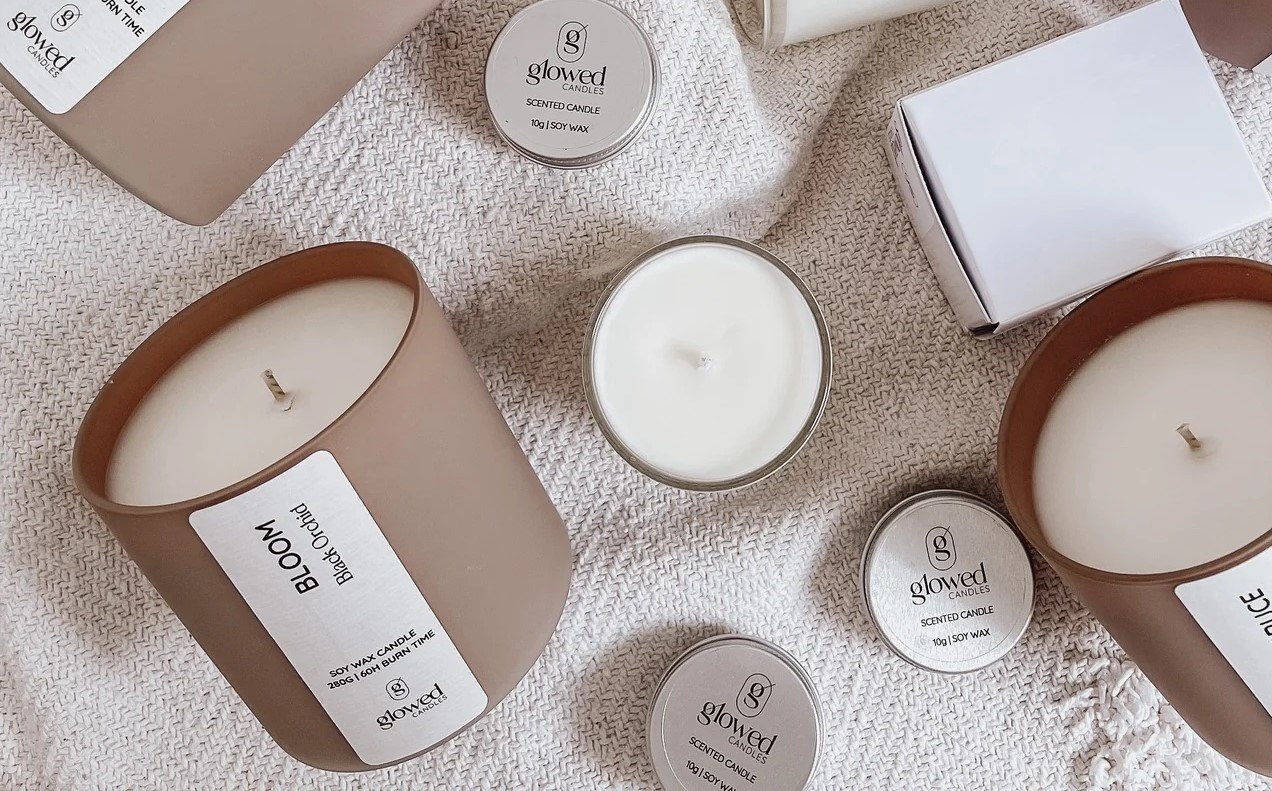 RN TIME
glowed
CANDLES
glowed
CANDLES
SCENTED CANDLE
10g | SOY WAX
BLOOM
Black Orchid
SOY WAX CANDLE
280G | 60H BURN TIME
glowed
CANDLES
glowed
CANDLES
SCENTED CANDLE
10g | SOY WAX
glowed
CANDLES
SCENTED CANDLE
10g | SOY WAX